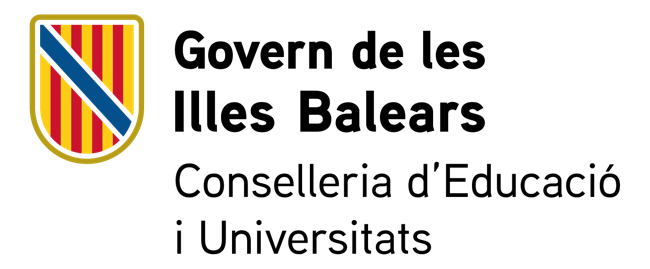 Govern de les
Illes Balears
Conselleria d'Educació
i Universitats